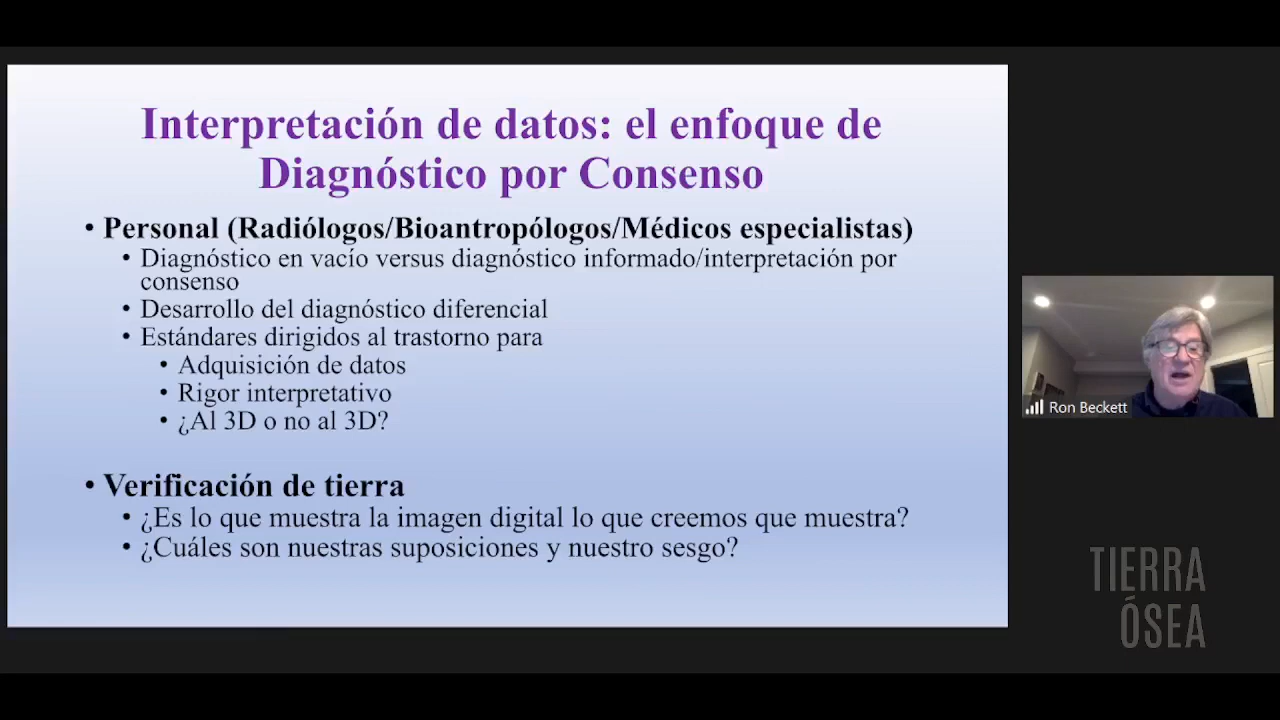 Interpretación de datos: el enfoque de
Diagnóstico por Consenso
• Personal (Radiólogos/Bioantropólogos/Médicos especialistas)
• Diagnóstico en vacío versus diagnóstico informado/interpretación por
consenso
• Desarrollo del diagnóstico diferencial
• Estándares dirigidos al trastorno para
• Adquisición de datos
• Rigor interpretativo
• ¿Al 3D o no al 3D?
• Verificación de tierra
• ¿Es lo que muestra la imagen digital lo que creemos que muestra?
• ¿Cuáles son nuestras suposiciones y nuestro sesgo?
Ron Beckett
TIERRA
ÓSEA